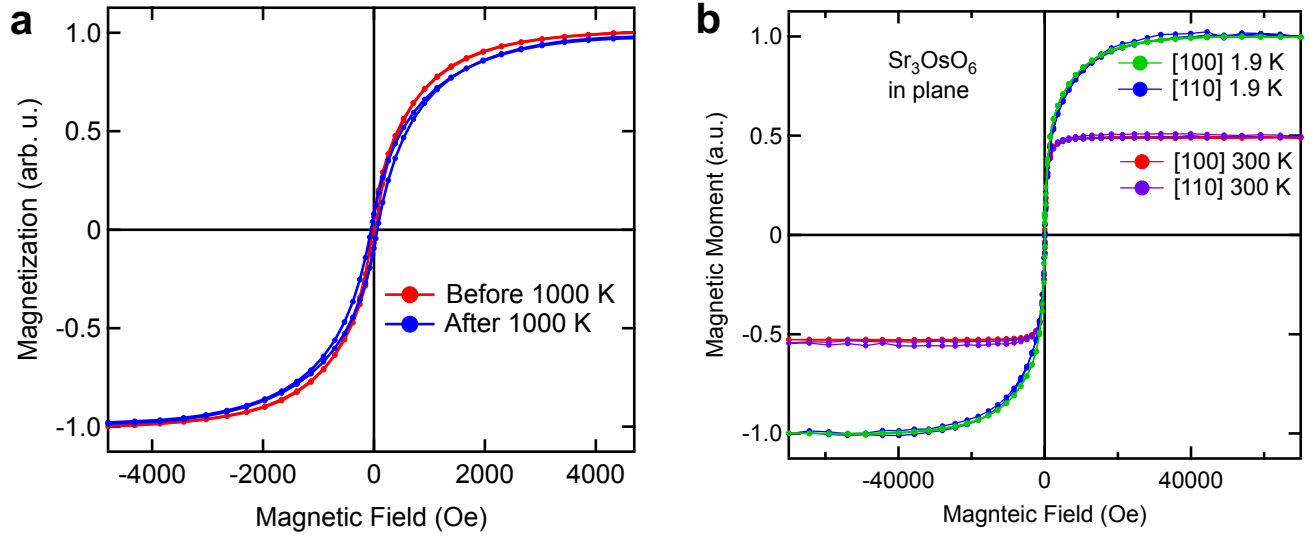 a
Magnetization (arb. u.)
1.0
0.5
0
-0.5
-1.0
Before 1000 K
After 1000 K
-4000
-2000
0
2000
4000
Magnetic Field (Oe)
b
Magnetic Moment (a.u.)
1.0
0.5
0
-0.5
-1.0
Sr₃OsO₆
in plane
[100] 1.9 K
[110] 1.9 K
[100] 300 K
[110] 300 K
-40000
0
40000
Magnteic Field (Oe)